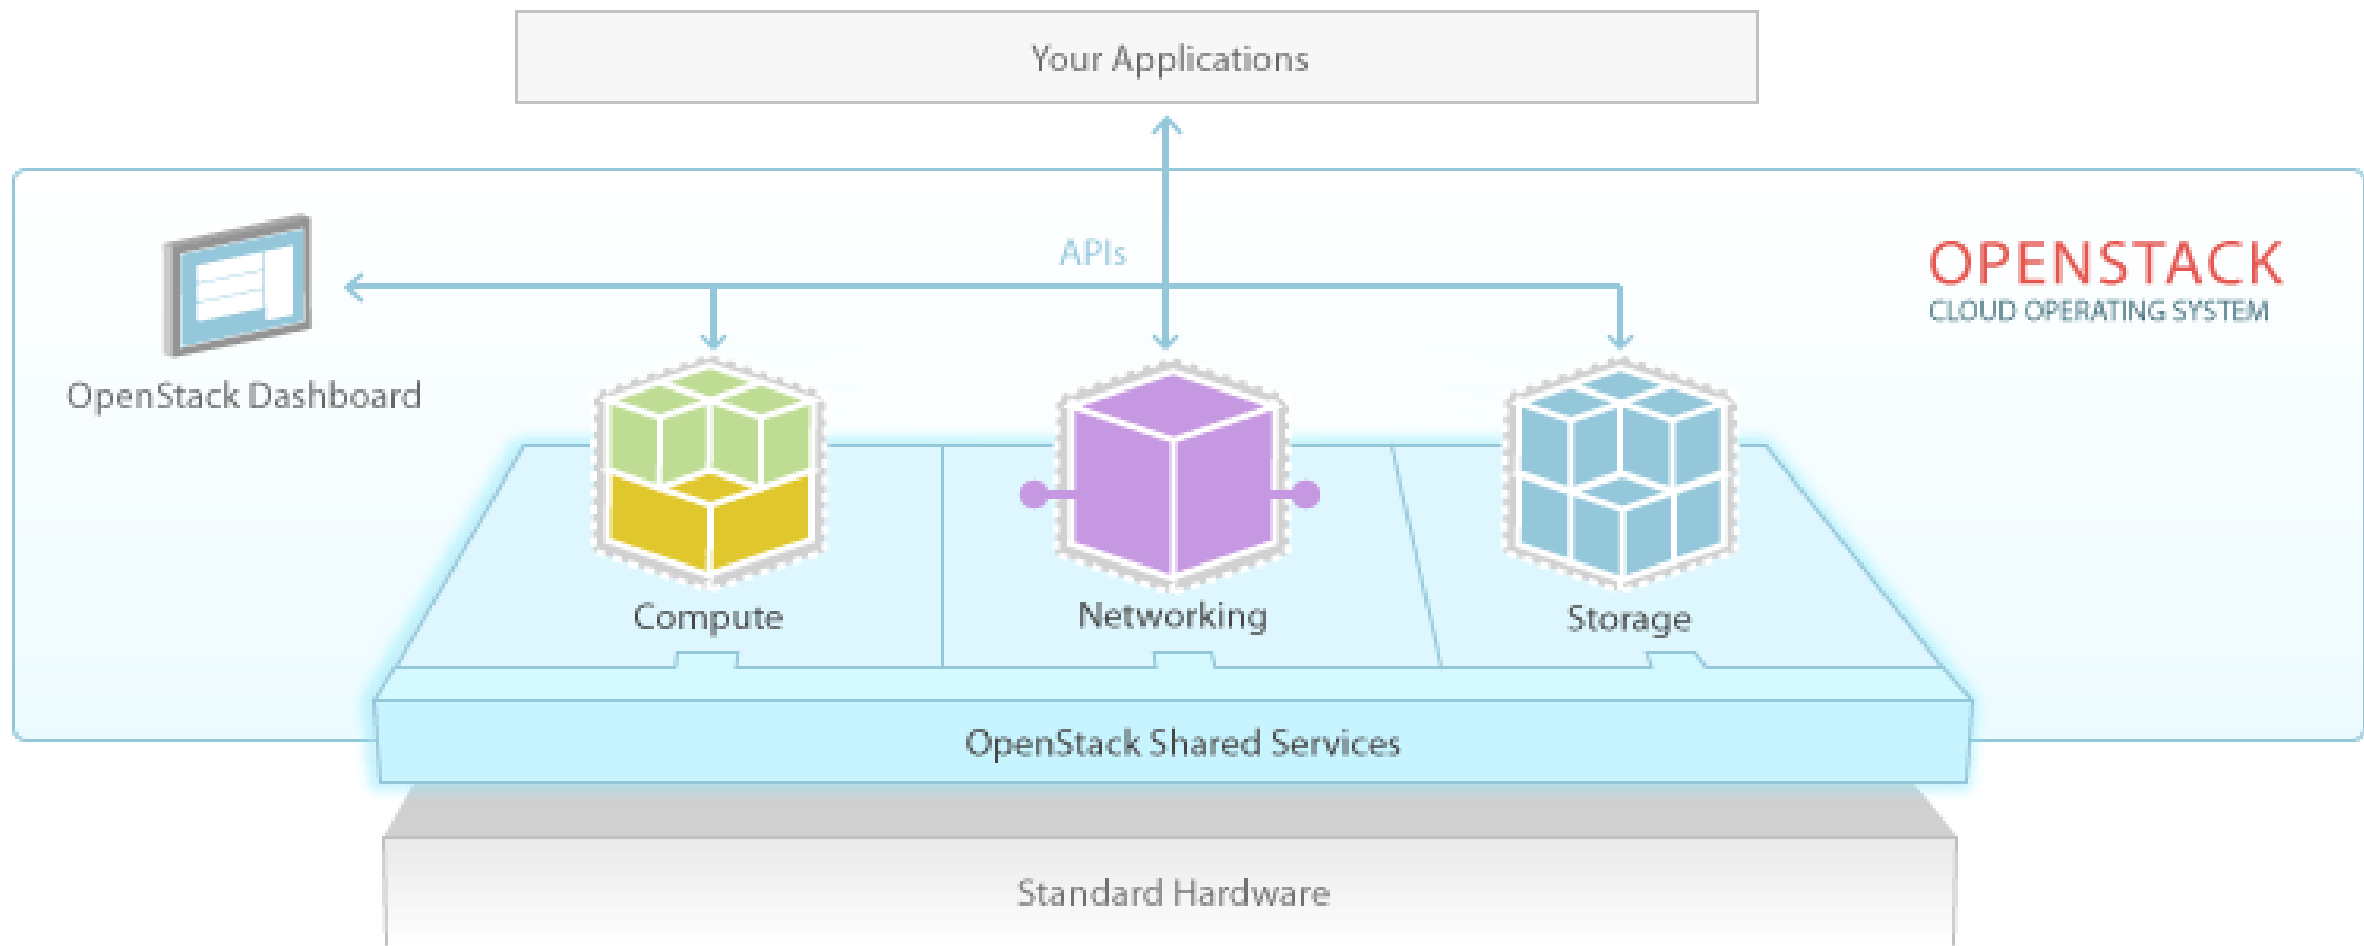 Your Applications
APIs
OPENSTACK
CLOUD OPERATING SYSTEM
OpenStack Dashboard
Compute
Networking
Storage
OpenStack Shared Services
Standard Hardware